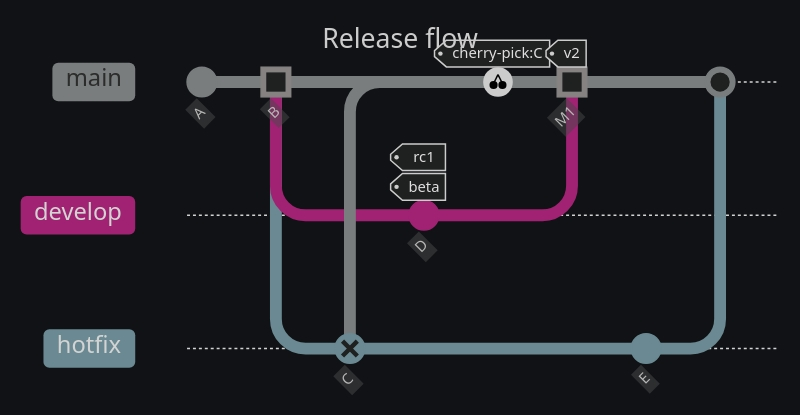 Release flow
cherry-pick:C
v2
main
A
B
M1
rc1
beta
develop
D
hotfix
C
E